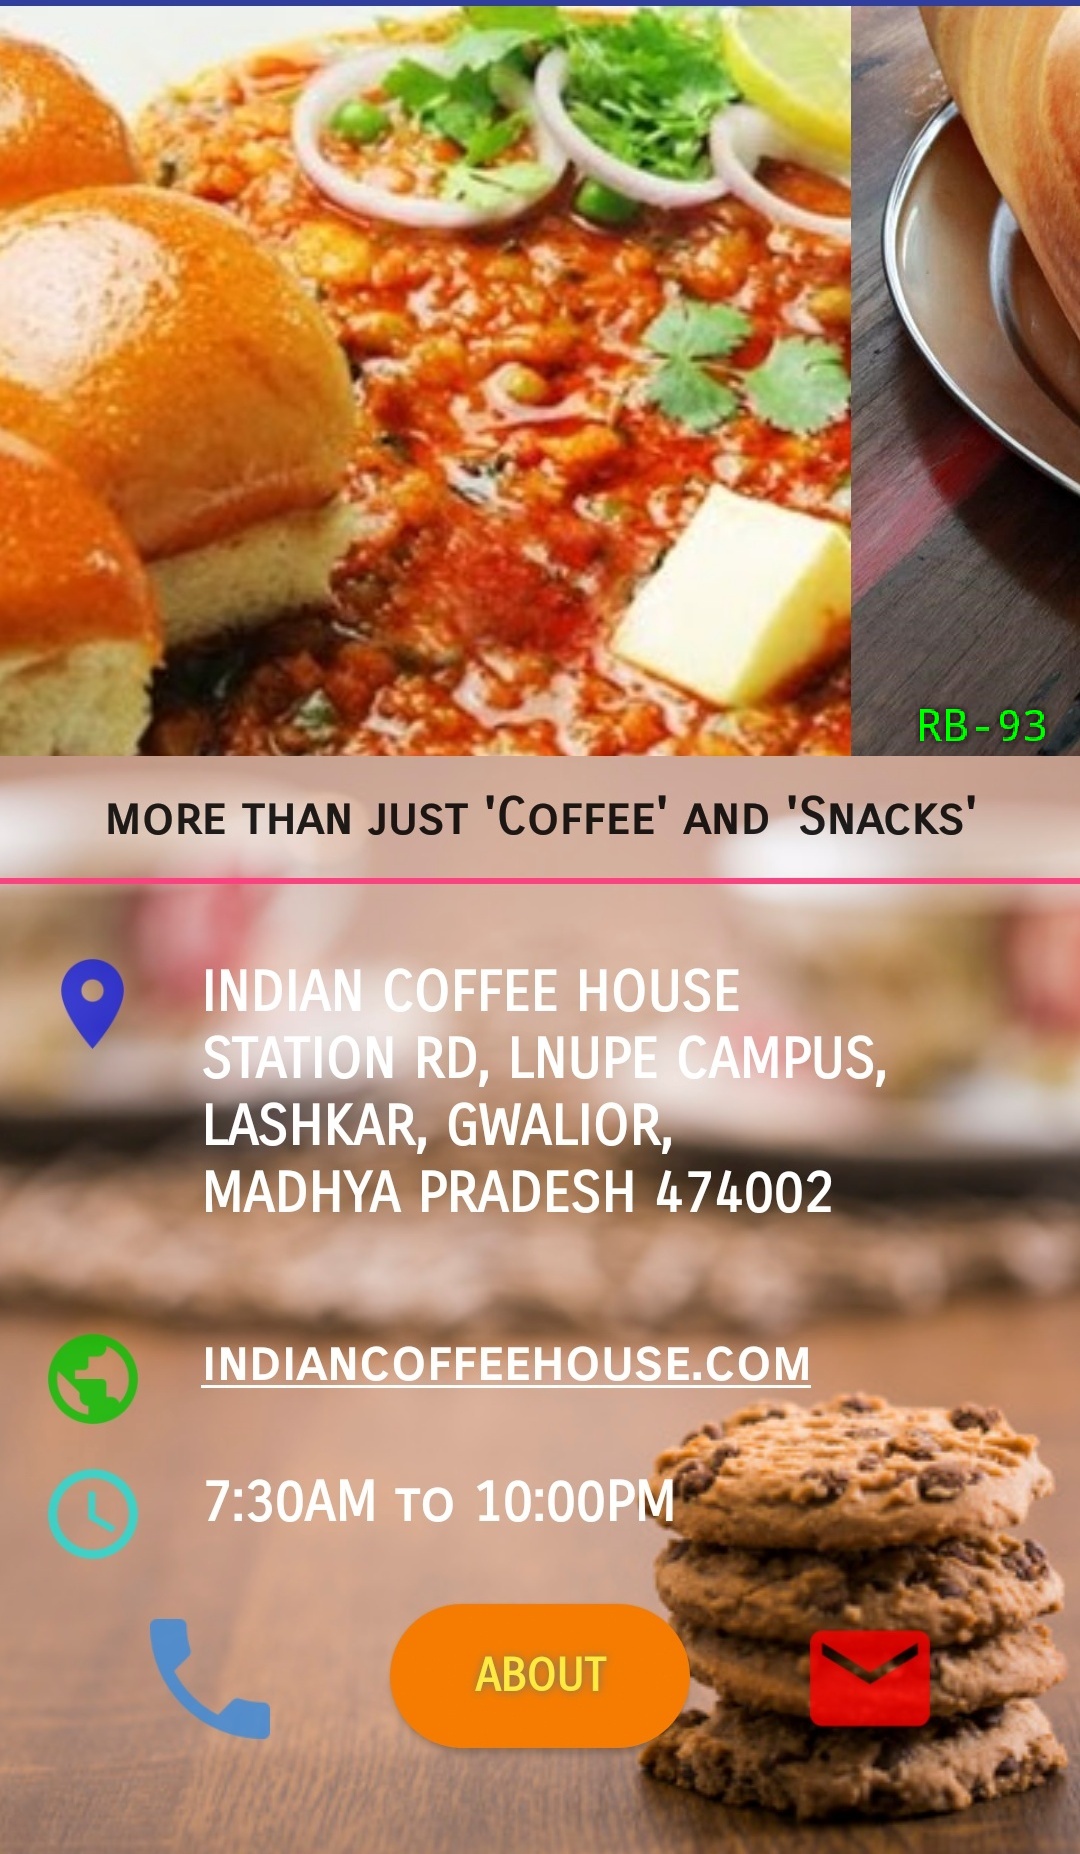 RB-93
MORE THAN JUST 'COFFEE' AND 'SNACKS'
INDIAN COFFEE HOUSE
STATION RD, LNUPE CAMPUS,
LASHKAR, GWALIOR,
MADHYA PRADESH 474002
INDIANCOFFEEHOUSE.COM
7:30AM TO 10:00PM
ABOUT